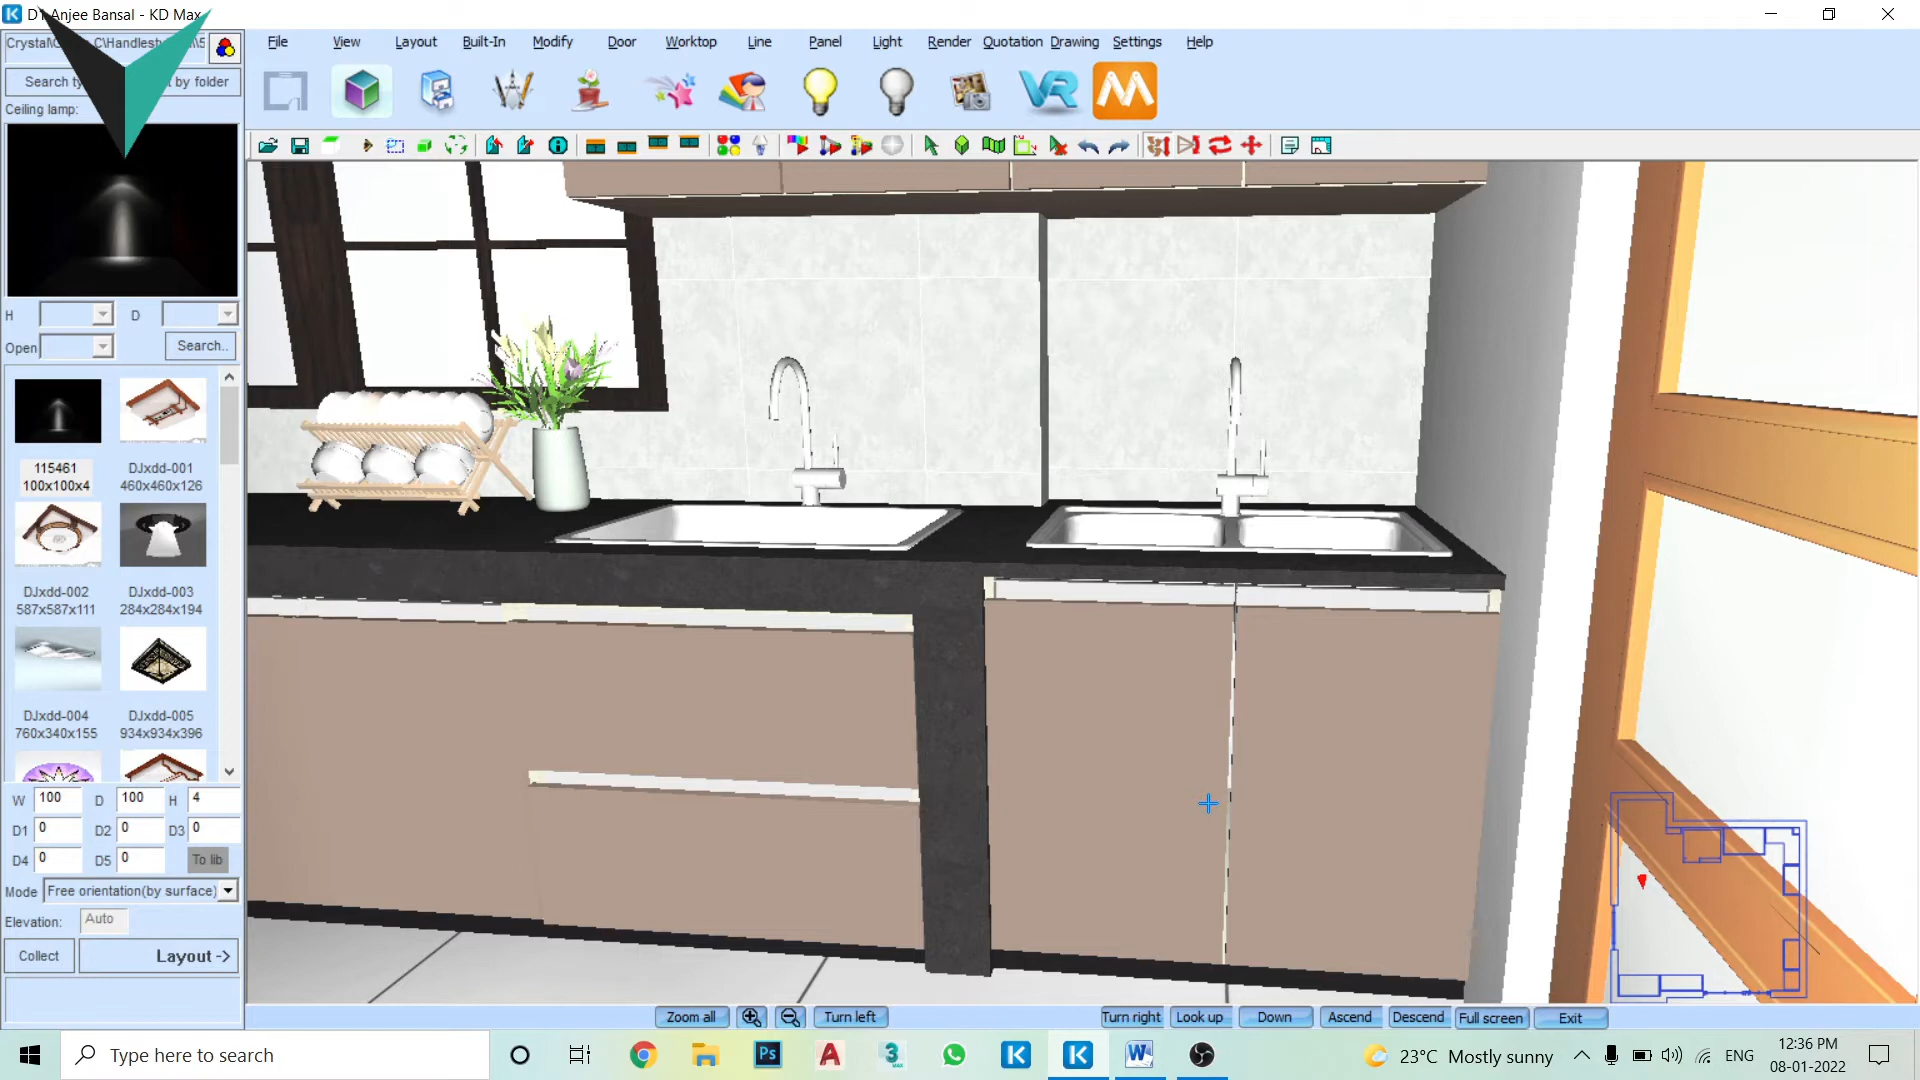 Anjee Bansal - KD Max
File View Layout Built-In Modify Door Worktop Line Panel Light Render Quotation Drawing Settings Help
Search
by folder
Ceiling lamp:
VR
H D
Open Search..
115461
100x100x4
DJxdd-001
460x460x126
DJxdd-002
587x587x111
DJxdd-003
284x284x194
DJxdd-004
760x340x155
DJxdd-005
934x934x396
W 100 D 100 H 4
D1 0 D2 0 D3 0
D4 0 D5 0 To lib
Mode Free orientation(by surface)
Elevation: Auto
Collect Layout ->
Zoom all Turn left Turn right Look up Down Ascend Descend Full screen Exit
Type here to search
Ps
23°C Mostly sunny
ENG
12:36 PM
08-01-2022